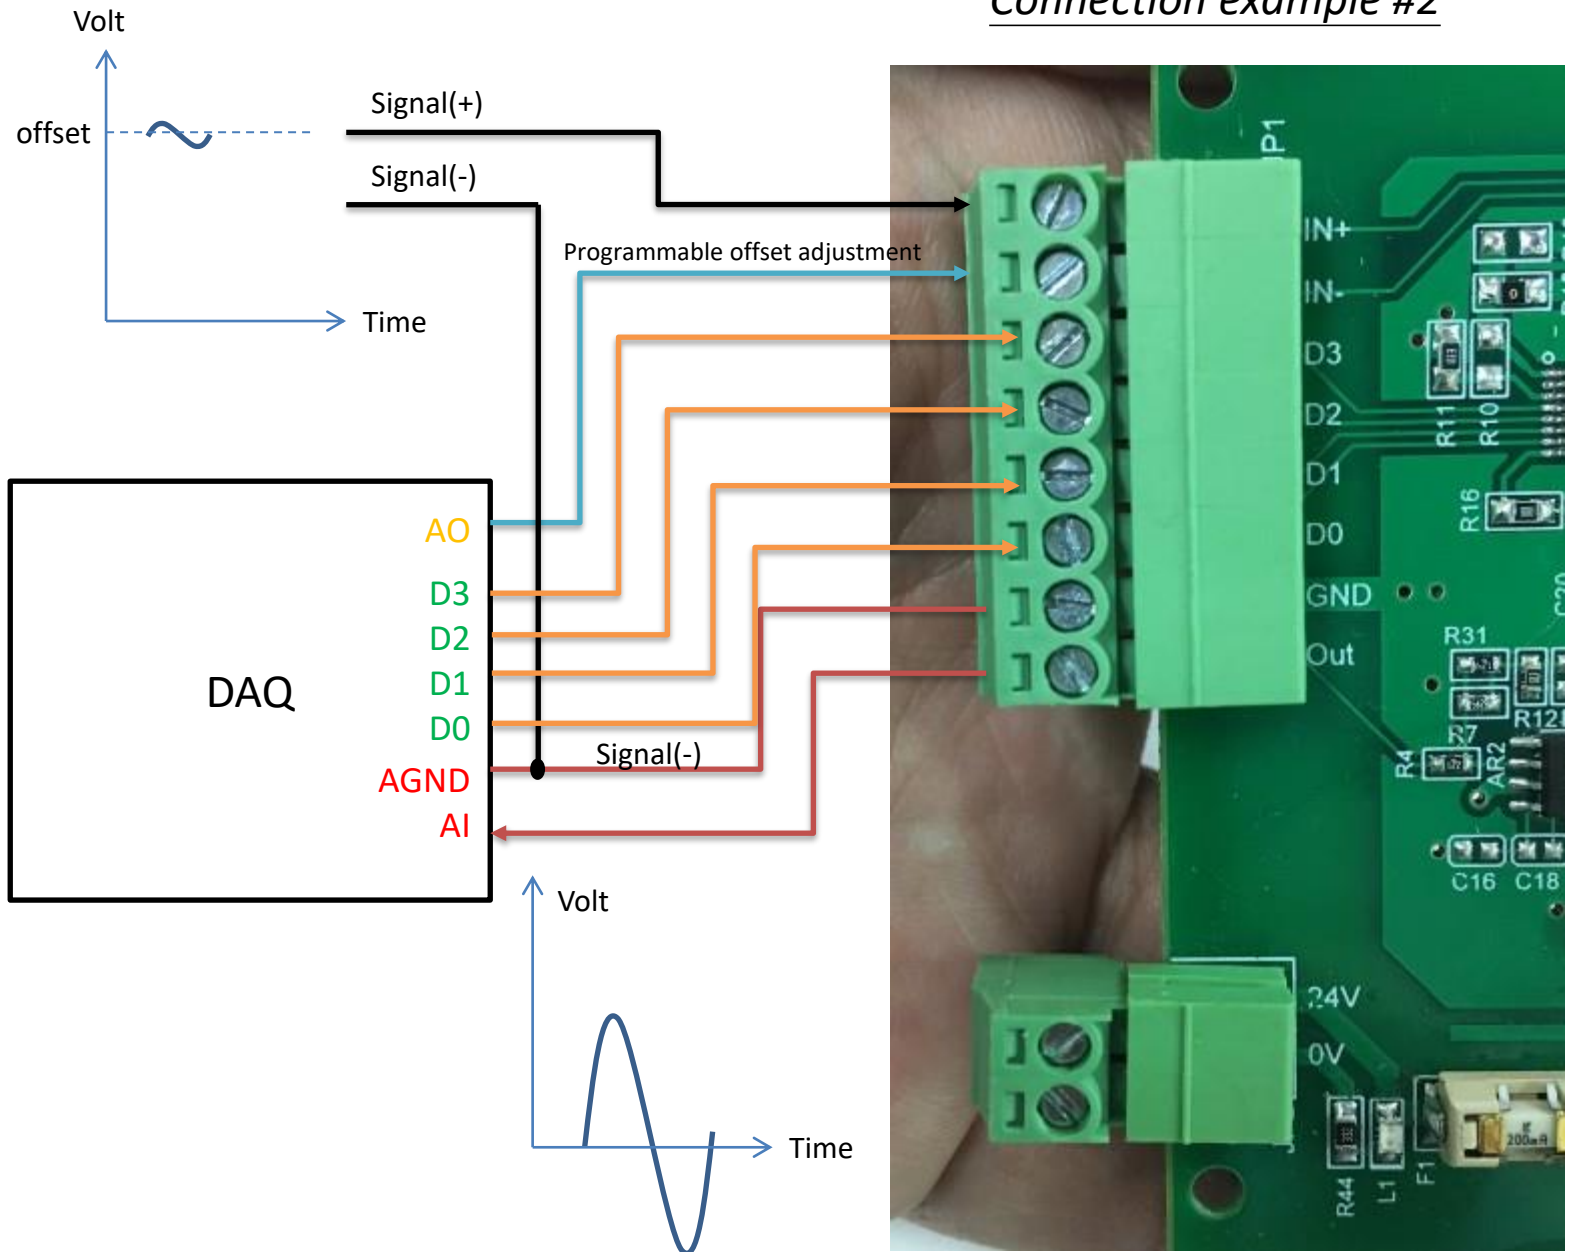 Connection example #2
Volt
offset
Signal(+)
Signal(-)
Time
Programmable offset adjustment
DAQ
AO
D3
D2
D1
D0
AGND
AI
Signal(-)
Volt
Time
IN+
IN-
D3
D2
D1
D0
GND
Out
R11
R10
R16
R31
R7
R4
AR2
C16
C18
24V
0V
R44
L1
F1
200mA